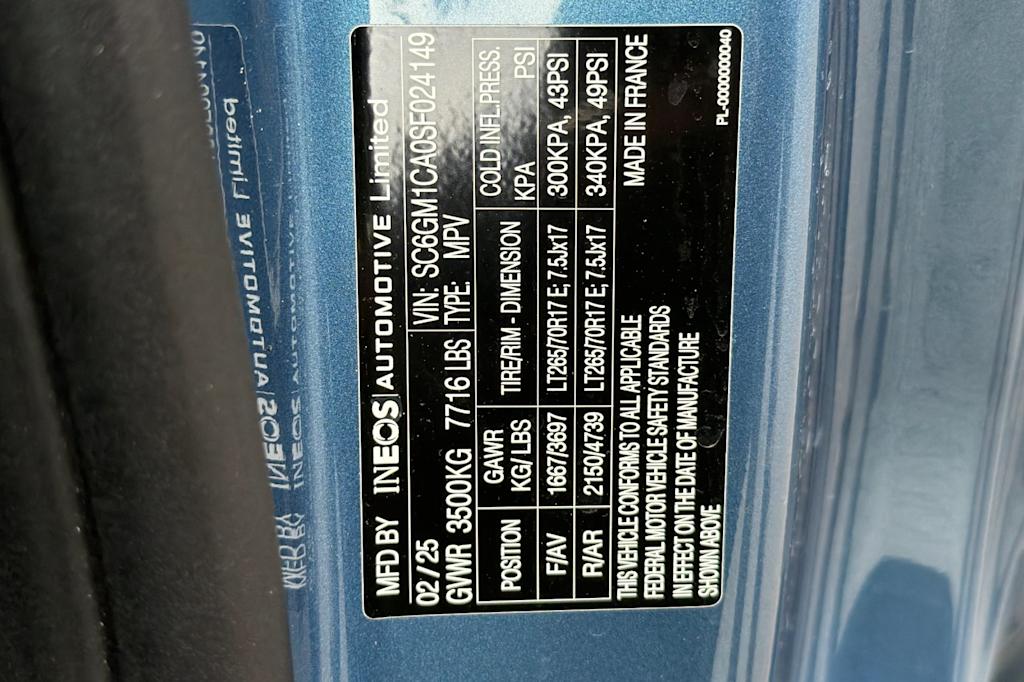 MFD BY INEOS|AUTOMOTIVE Limited
02/25 VIN: SC6GM1CA0SF024149
GVWR 3500KG 7716 LBS TYPE: MPV
POSITION GAWR KG/LBS TIRE/RIM - DIMENSION COLD INFL.PRESS. KPA PSI
F/AV 1667/3697 LT265/70R17 E; 7.5Jx17 300KPA, 43PSI
R/AR 2150/4739 LT265/70R17 E; 7.5Jx17 340KPA, 49PSI
THIS VEHICLE CONFORMS TO ALL APPLICABLE MADE IN FRANCE
FEDERAL MOTOR VEHICLE SAFETY STANDARDS
IN EFFECT ON THE DATE OF MANUFACTURE
SHOWN ABOVE
PL-0000000040